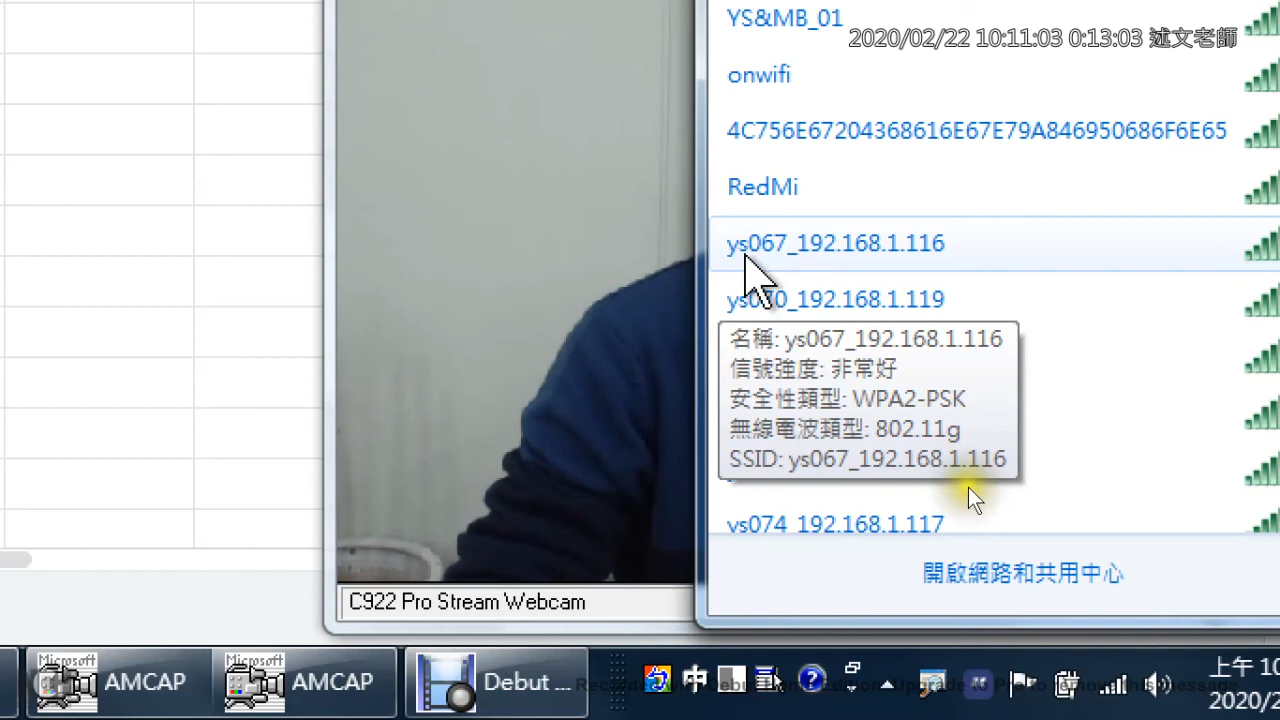 YS&MB_01
2020/02/22 10:11:03 0:13:03 述文老師
onwifi
4C756E67204368616E67E79A846950686F6E65
RedMi
ys067_192.168.1.116
ys070_192.168.1.119
名稱: ys067_192.168.1.116
信號強度: 非常好
安全性類型: WPA2-PSK
無線電波類型: 802.11g
SSID: ys067_192.168.1.116
ys074_192.168.1.117
開啟網路和共用中心
C922 Pro Stream Webcam
Microsoft
AMCAP
Microsoft
AMCAP
Debut ...
中
上午 10
2020/2